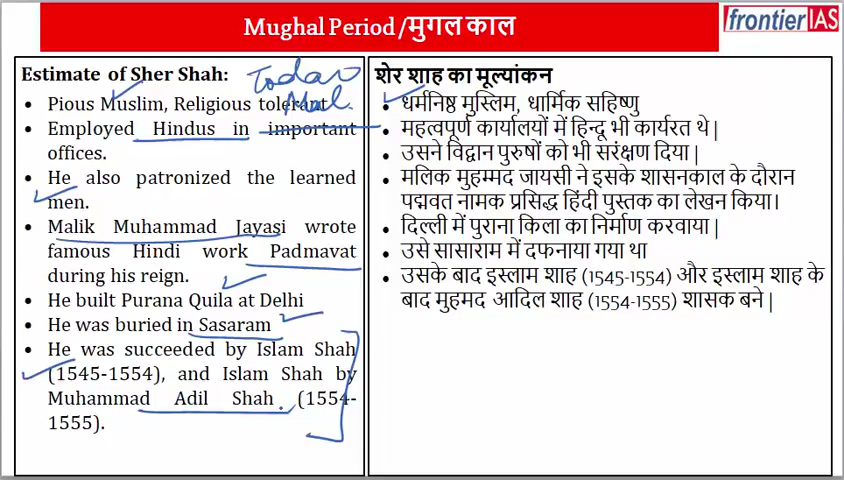 Mughal Period/मुगल काल
frontierIAS
Estimate of Sher Shah:
Todar
Mal.
• Pious Muslim, Religious tolerant
• Employed Hindus in important
offices.
• He also patronized the learned
men.
• Malik Muhammad Jayasi wrote
famous Hindi work Padmavat
during his reign.
• He built Purana Quila at Delhi
• He was buried in Sasaram
• He was succeeded by Islam Shah
(1545-1554), and Islam Shah by
Muhammad Adil Shah (1554-
1555).
शेर शाह का मूल्यांकन
• धर्मनिष्ठ मुस्लिम, धार्मिक सहिष्णु
• महत्वपूर्ण कार्यालयों में हिन्दू भी कार्यरत थे|
• उसने विद्वान पुरुषों को भी संरक्षण दिया|
• मलिक मुहम्मद जायसी ने इसके शासनकाल के दौरान
पद्मवत नामक प्रसिद्ध हिंदी पुस्तक का लेखन किया।
• दिल्ली में पुराना किला का निर्माण करवाया|
• उसे सासाराम में दफनाया गया था
• उसके बाद इस्लाम शाह (1545-1554) और इस्लाम शाह के
बाद मुहमद आदिल शाह (1554-1555) शासक बने|